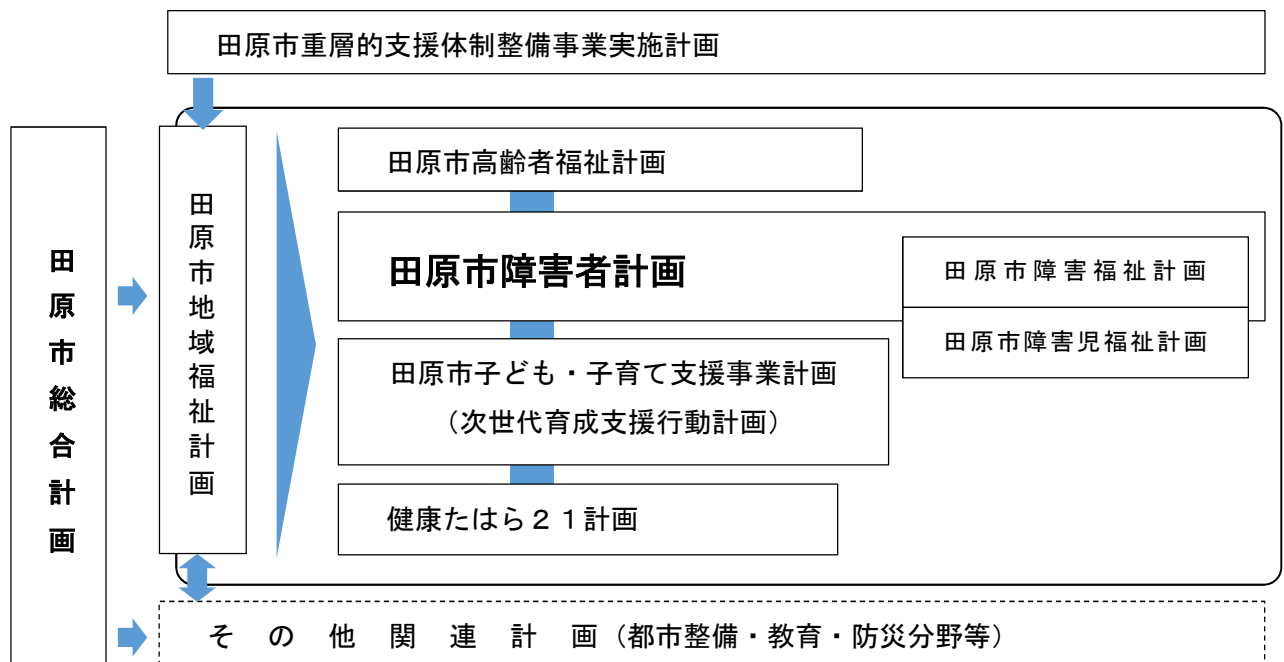 田原市重層的支援体制整備事業実施計画
田原市総合計画
田原市地域福祉計画
田原市高齢者福祉計画
田原市障害者計画
田原市障害福祉計画
田原市障害児福祉計画
田原市子ども・子育て支援事業計画
（次世代育成支援行動計画）
健康たはら２１計画
その他関連計画（都市整備・教育・防災分野等）